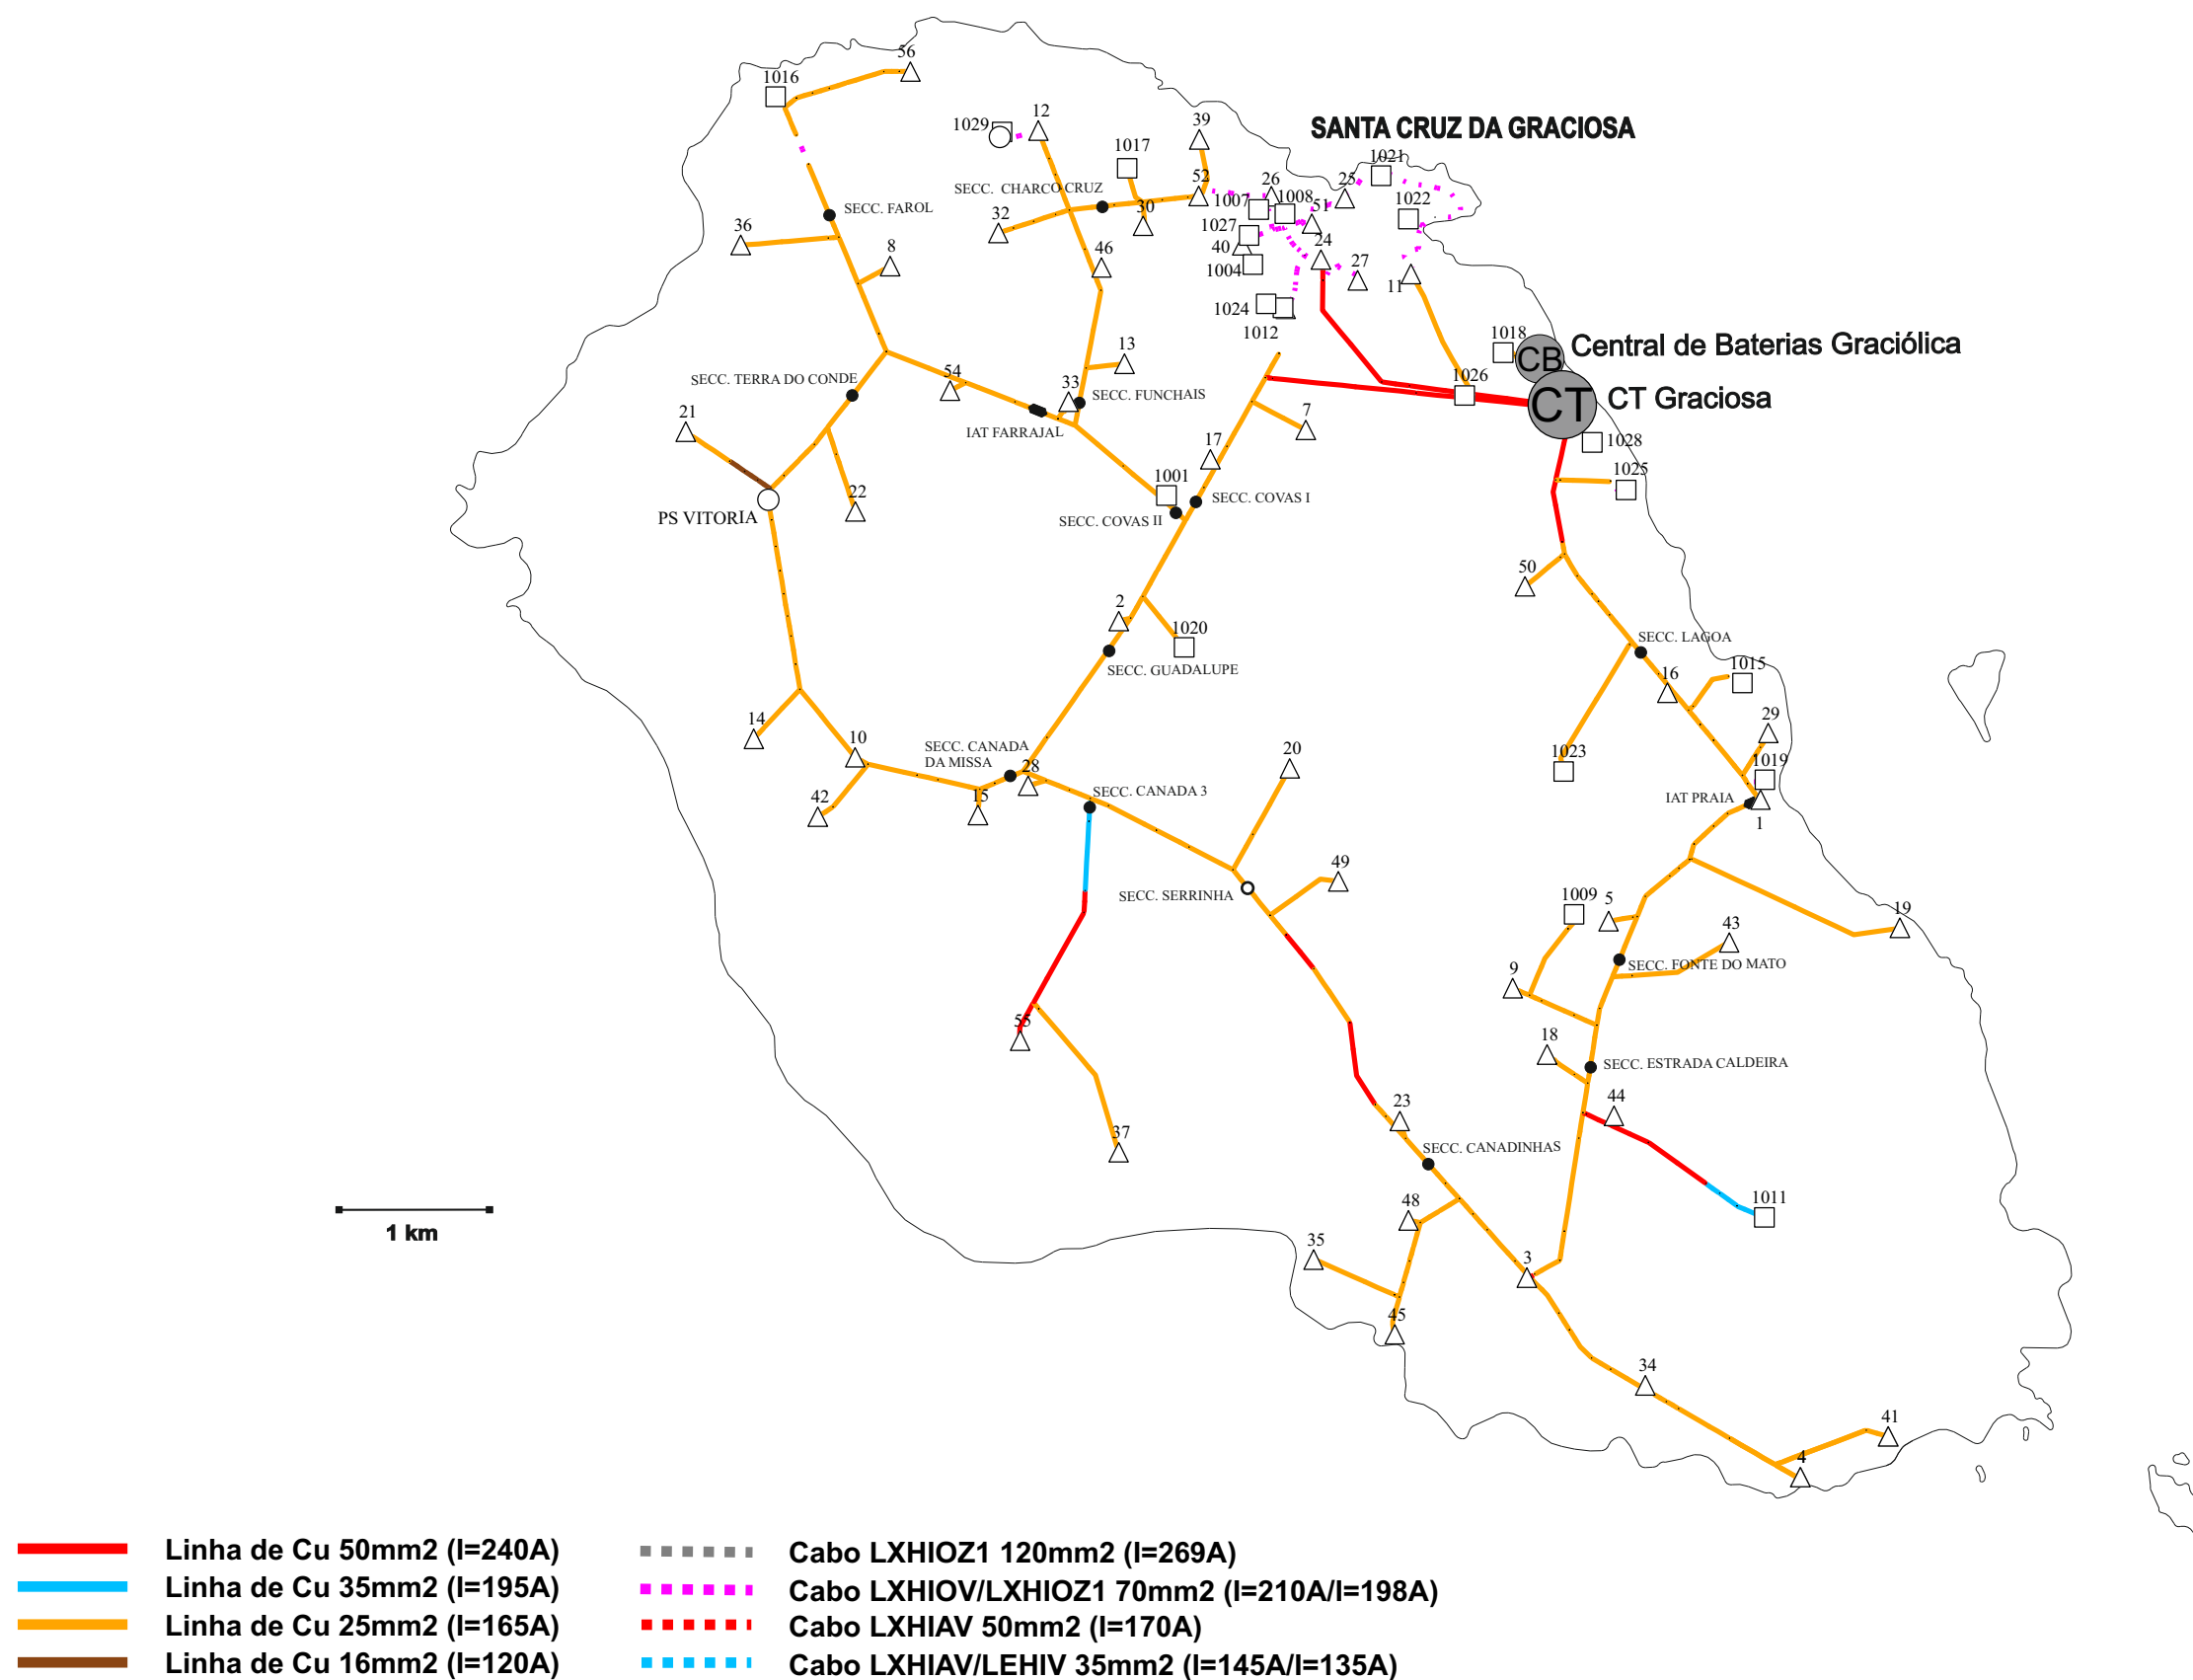 56
1016
12
1029
39
SANTA CRUZ DA GRACIOSA
1017
1021
SECC. CHARCO CRUZ
52
26
25
1007
1008
SECC. FAROL
32
30
51
1022
36
1027
8
46
40
24
1004
27
11
1024
1012
1018
CB
Central de Baterias Graciólica
13
SECC. TERRA DO CONDE
54
33
SECC. FUNCHAIS
1026
CT
CT Graciosa
21
IAT FARRAJAL
7
17
1028
1001
1025
22
SECC. COVAS I
PS VITORIA
SECC. COVAS II
50
2
1020
SECC. LAGOA
SECC. GUADALUPE
16
1015
14
10
SECC. CANADA
DA MISSA
28
20
29
1023
1019
42
15
SECC. CANADA 3
IAT PRAIA
1
49
SECC. SERRINHA
1009
5
19
43
SECC. FONTE DO MATO
9
55
18
SECC. ESTRADA CALDEIRA
23
44
37
SECC. CANADINHAS
1 km
48
1011
35
3
45
34
41
4
Linha de Cu 50mm2 (I=240A)
Linha de Cu 35mm2 (I=195A)
Linha de Cu 25mm2 (I=165A)
Linha de Cu 16mm2 (I=120A)
Cabo LXHIOZ1 120mm2 (I=269A)
Cabo LXHIOV/LXHIOZ1 70mm2 (I=210A/I=198A)
Cabo LXHIAV 50mm2 (I=170A)
Cabo LXHIAV/LEHIV 35mm2 (I=145A/I=135A)